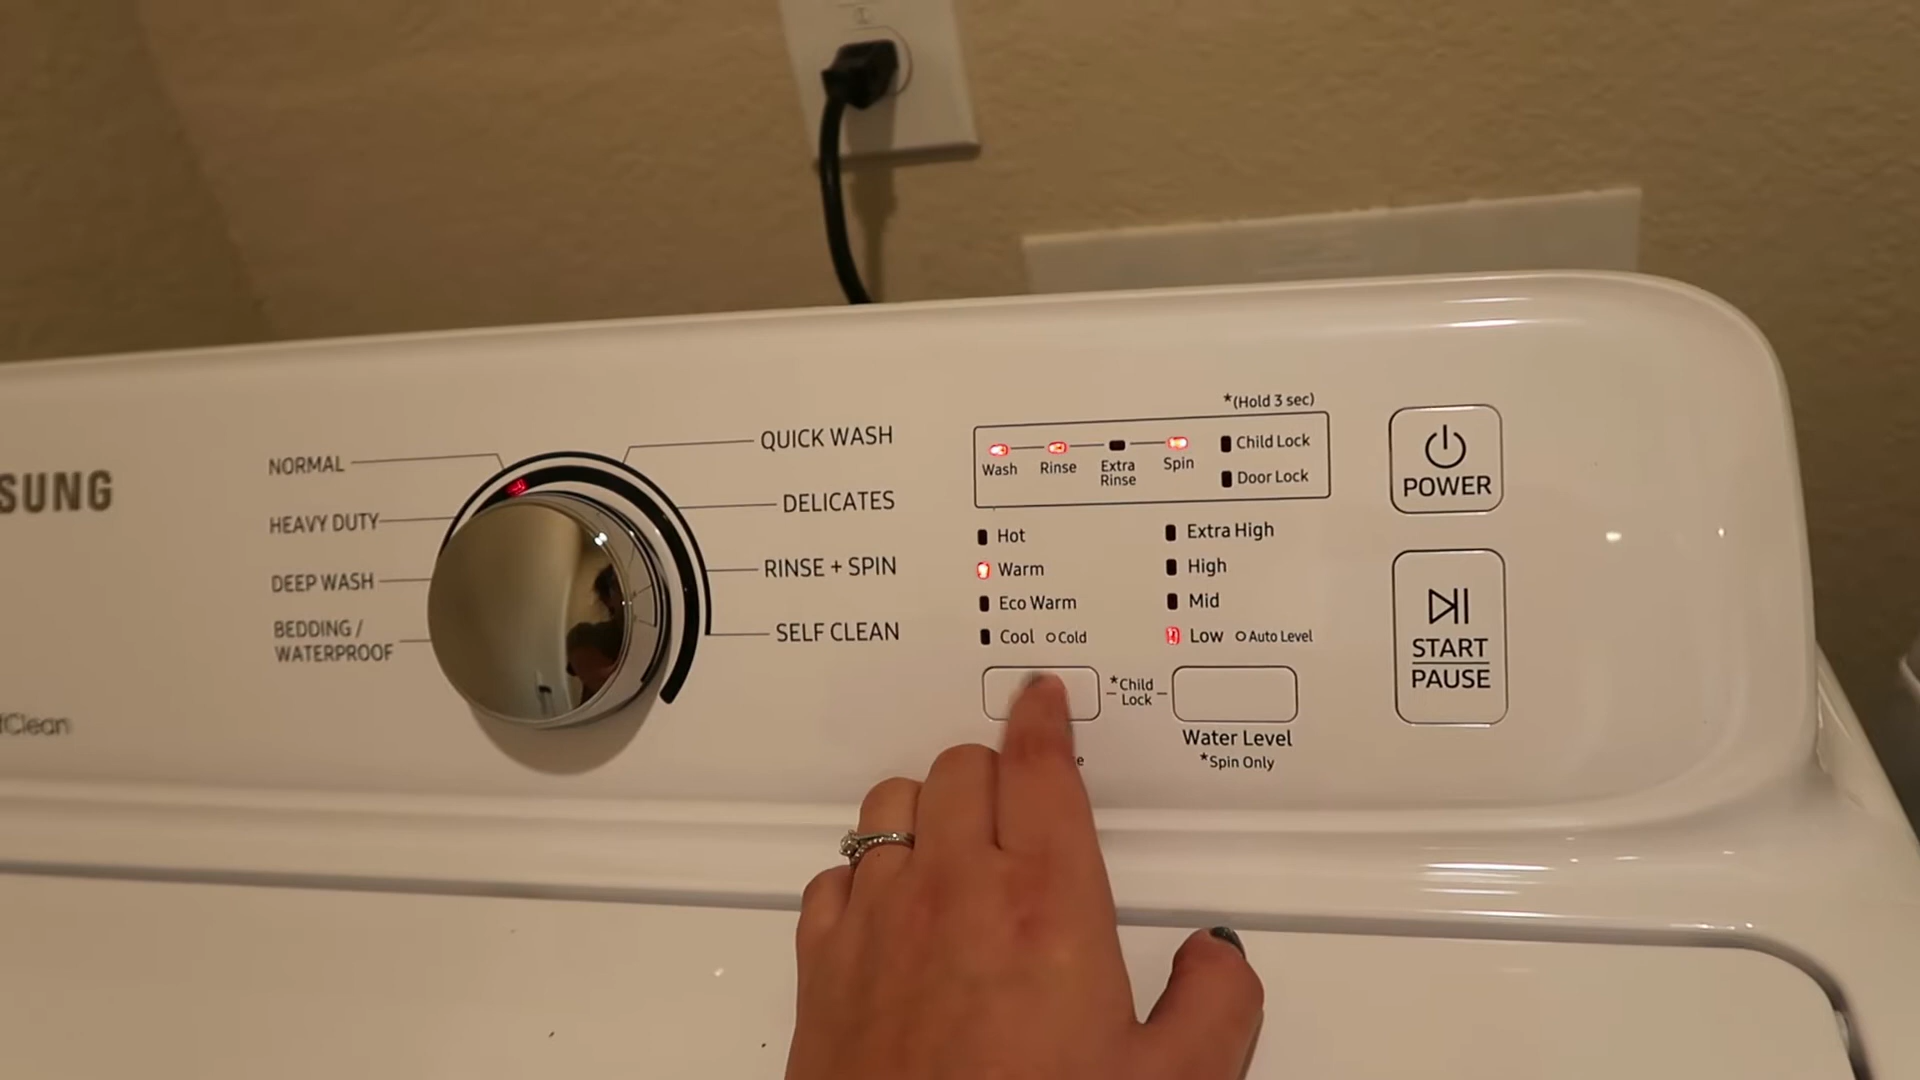 SUNG
NORMAL
HEAVY DUTY
DEEP WASH
BEDDING /
WATERPROOF
fClean
QUICK WASH
DELICATES
RINSE + SPIN
SELF CLEAN
*(Hold 3 sec)
Wash
Rinse
Extra
Rinse
Spin
Child Lock
Door Lock
Hot
Warm
Eco Warm
Cool Cold
Extra High
High
Mid
Low Auto Level
*Child
Lock
Water Level
*Spin Only
POWER
START
PAUSE